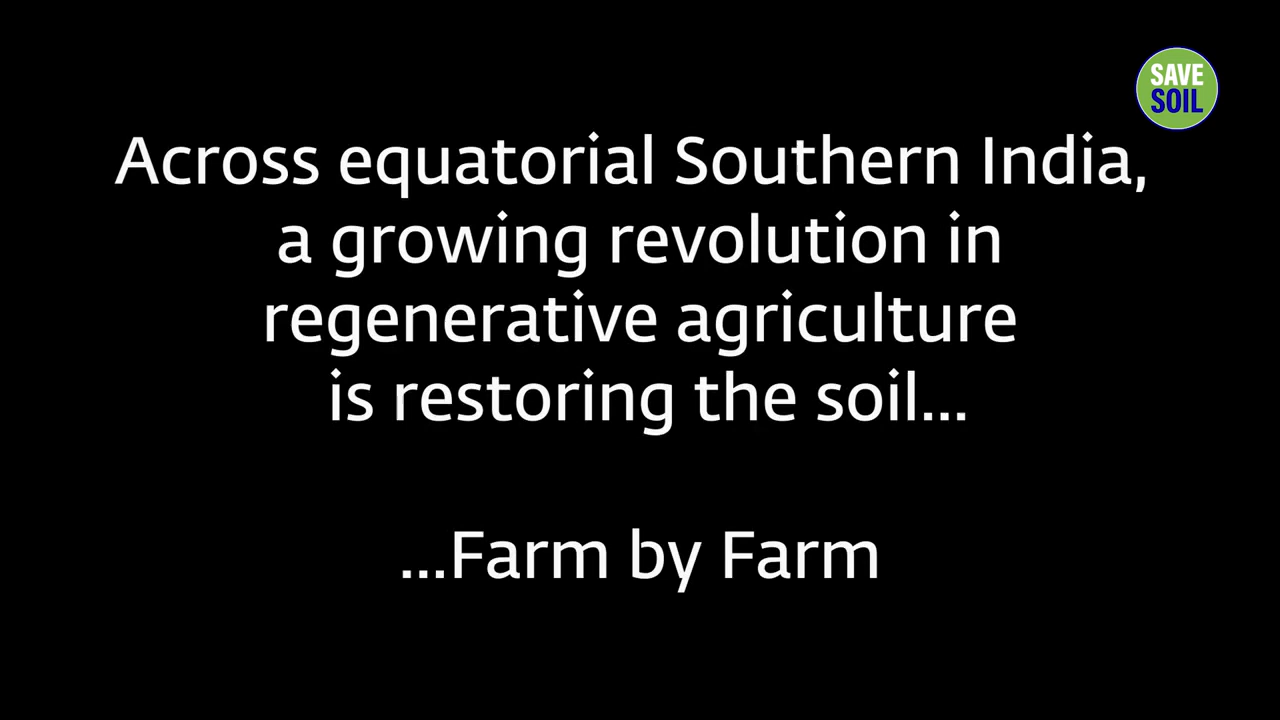 SAVE
SOIL
Across equatorial Southern India,
a growing revolution in
regenerative agriculture
is restoring the soil...
...Farm by Farm